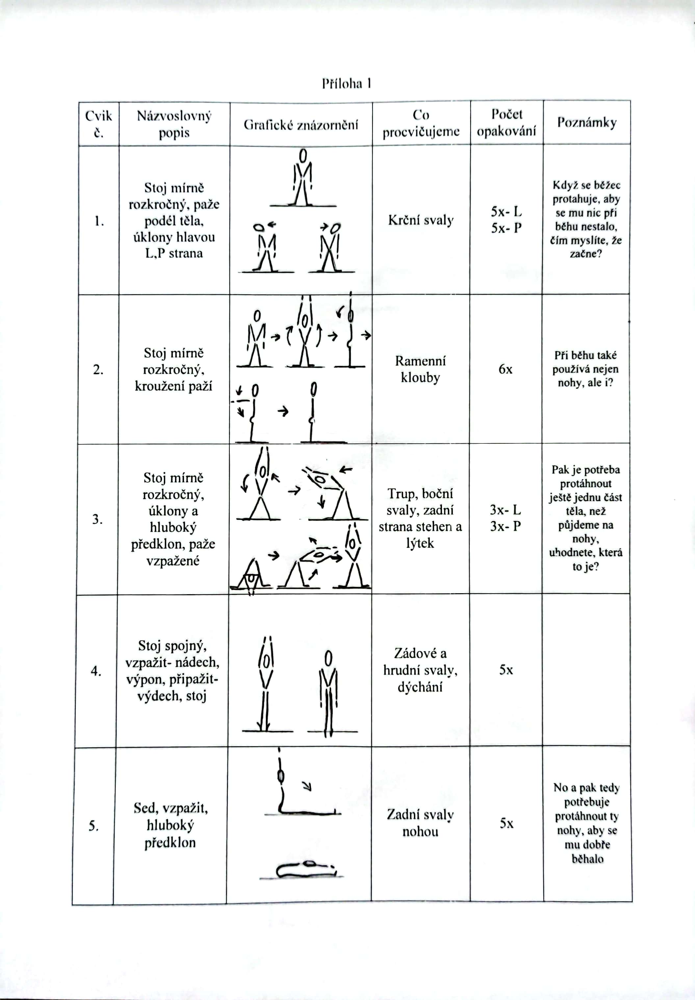 Příloha 1
Cvik
č.
Názvoslovný
popis
Grafické znázornění
Co
procvičujeme
Počet
opakování
Poznámky
1.
Stoj mírně
rozkročný, paže
podél těla,
úklony hlavou
L,P strana
Krční svaly
5x- L
5x- P
Když se běžec
protahuje, aby
se mu nic při
běhu nestalo,
čím myslíte, že
začne?
2.
Stoj mírně
rozkročný,
kroužení paží
Ramenní
klouby
6x
Při běhu také
používá nejen
nohy, ale i?
3.
Stoj mírně
rozkročný,
úklony a
hluboký
předklon, paže
vzpažené
Trup, boční
svaly, zadní
strana stehen a
lýtek
3x- L
3x- P
Pak je potřeba
protáhnout
ještě jednu část
těla, než
půjdeme na
nohy,
uhodnete, která
to je?
4.
Stoj spojný,
vzpažit- nádech,
výpon, připažit-
výdech, stoj
Zádové a
hrudní svaly,
dýchání
5x
5.
Sed, vzpažit,
hluboký
předklon
Zadní svaly
nohou
5x
No a pak tedy
potřebuje
protáhnout ty
nohy, aby se
mu dobře
běhalo